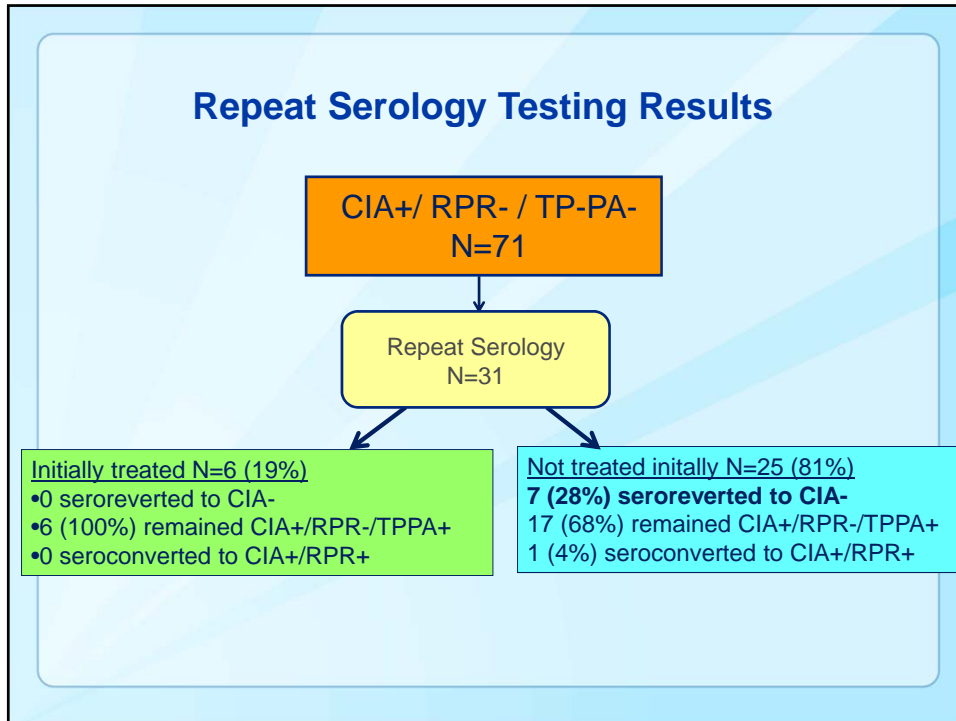 Repeat Serology Testing Results
CIA+/ RPR- / TP-PA-
N=71
Repeat Serology
N=31
Initially treated N=6 (19%)
•0 seroreverted to CIA-
•6 (100%) remained CIA+/RPR-/TPPA+
•0 seroconverted to CIA+/RPR+
Not treated initally N=25 (81%)
7 (28%) seroreverted to CIA-
17 (68%) remained CIA+/RPR-/TPPA+
1 (4%) seroconverted to CIA+/RPR+